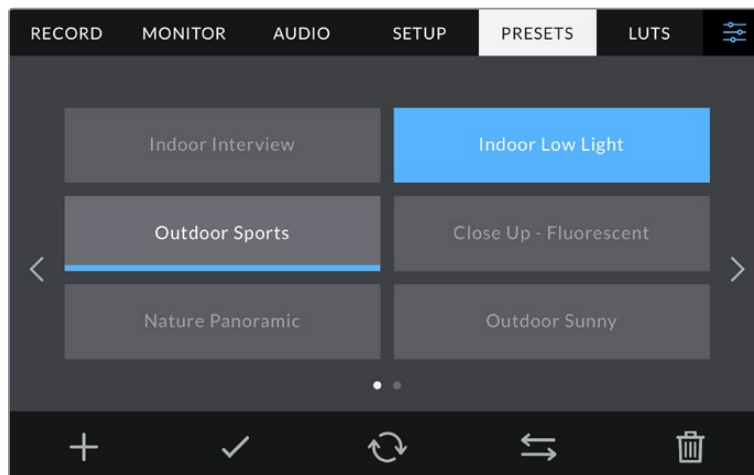 RECORD MONITOR AUDIO SETUP PRESETS LUTS
Indoor Interview Indoor Low Light
Outdoor Sports Close Up - Fluorescent
Nature Panoramic Outdoor Sunny